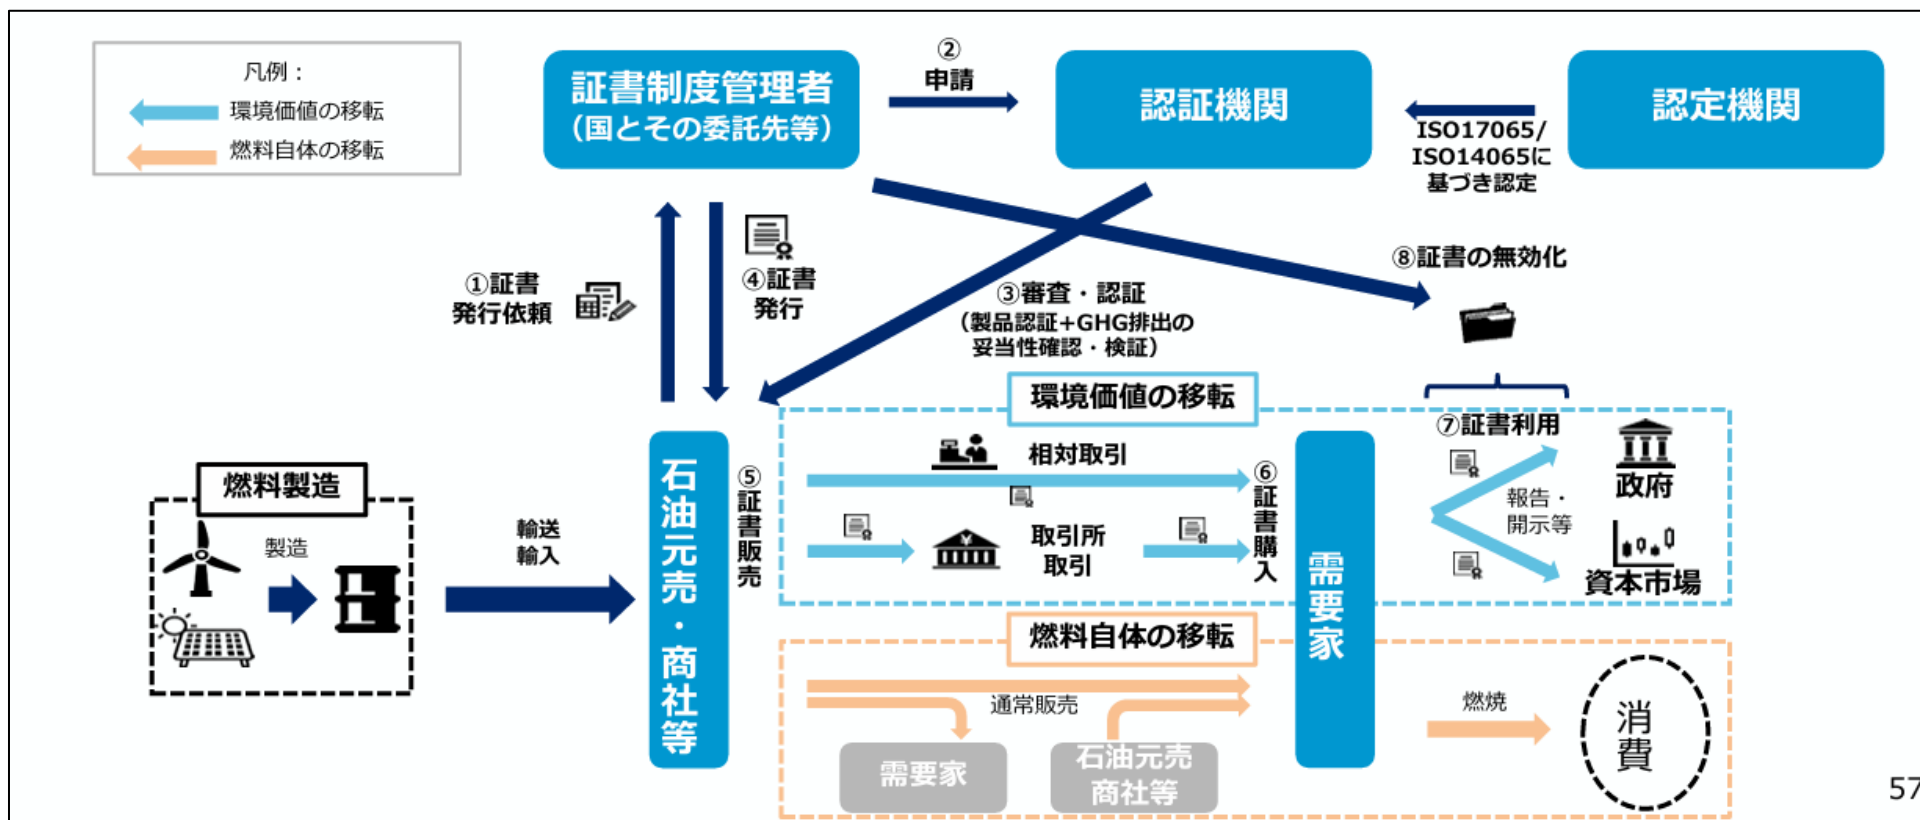 凡例：
環境価値の移転
燃料自体の移転
証書制度管理者
（国とその委託先等）
②
申請
認証機関
認定機関
ISO17065/
ISO14065に
基づき認定
①証書
発行依頼
④証書
発行
③審査・認証
（製品認証+GHG排出の
妥当性確認・検証）
⑧証書の無効化
燃料製造
製造
輸送
輸入
石油元売・商社等
⑤証書販売
環境価値の移転
相対取引
取引所
取引
⑥証書購入
需要家
⑦証書利用
報告・
開示等
政府
資本市場
燃料自体の移転
通常販売
需要家
石油元売
商社等
燃焼
消費
57